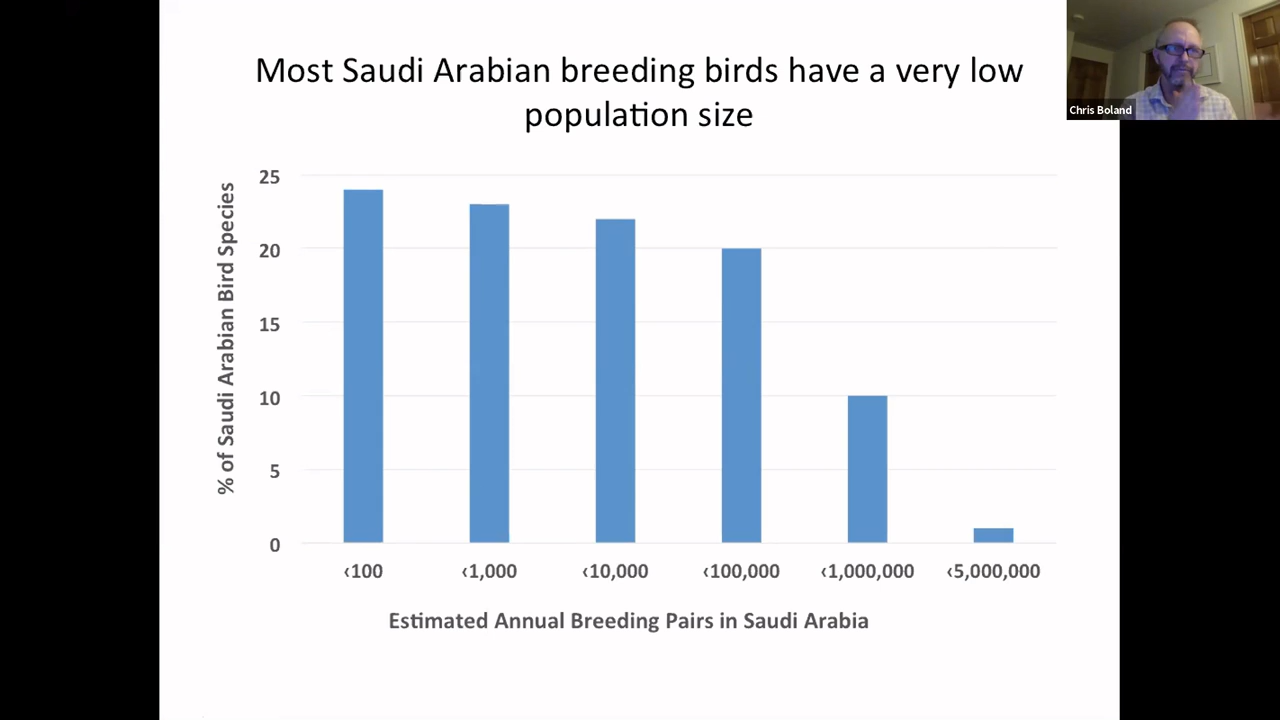 Most Saudi Arabian breeding birds have a very low
population size
Chris Boland
% of Saudi Arabian Bird Species
25
20
15
10
5
0
‹100
‹1,000
‹10,000
‹100,000
‹1,000,000
‹5,000,000
Estimated Annual Breeding Pairs in Saudi Arabia